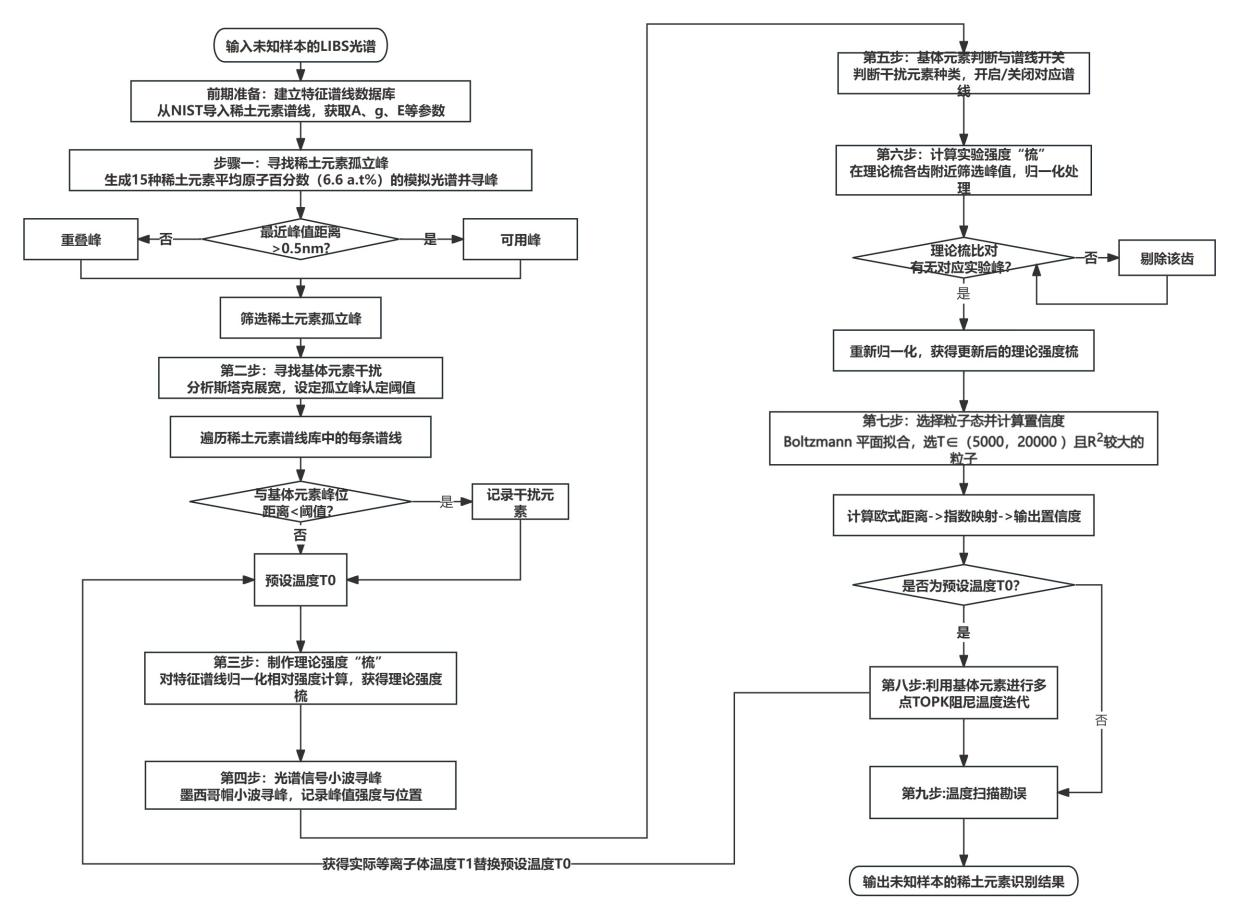 输入未知样本的LIBS光谱
前期准备：建立特征谱线数据库
从NIST导入稀土元素谱线，获取A、g、E等参数
步骤一：寻找稀土元素孤立峰
生成15种稀土元素平均原子百分数（6.6 a.t%）的模拟光谱并寻峰
重叠峰
否
最近峰值距离
>0.5nm?
是
可用峰
筛选稀土元素孤立峰
第二步：寻找基体元素干扰
分析斯塔克展宽，设定孤立峰认定阈值
遍历稀土元素谱线库中的每条谱线
与基体元素峰位
距离<阈值?
是
记录干扰元
素
否
预设温度T0
第三步：制作理论强度“梳”
对特征谱线归一化相对强度计算，获得理论强度
梳
第四步：光谱信号小波寻峰
墨西哥帽小波寻峰，记录峰值强度与位置
获得实际等离子体温度T1替换预设温度T0
第五步：基体元素判断与谱线开关
判断干扰元素种类，开启/关闭对应谱
线
第六步：计算实验强度“梳”
在理论梳各齿附近筛选峰值，归一化处
理
理论梳比对
有无对应实验峰?
否
剔除该齿
是
重新归一化，获得更新后的理论强度梳
第七步：选择粒子态并计算置信度
Boltzmann 平面拟合，选T∈（5000，20000 ）且R²较大的
粒子
计算欧式距离->指数映射->输出置信度
是否为预设温度T0?
是
第八步:利用基体元素进行多
点TOPK阻尼温度迭代
否
第九步:温度扫描勘误
输出未知样本的稀土元素识别结果